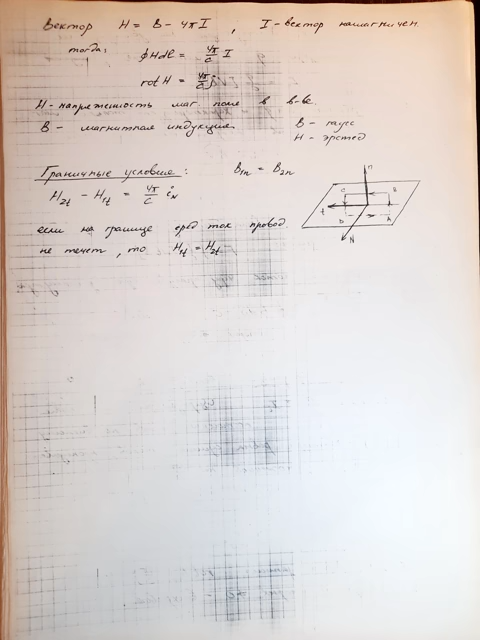 Вектор H = B - 4πI , I - вектор намагничен.
тогда: ∮Hdl = 4π/c I
rot H = 4π/c j
H - напряженность маг. поля в в-ве
B - магнитная индукция B - гаусс
H - эрстед
Граничные условия: B1n = B2n
H2t - H1t = 4π/c iN
если на границе сред ток провод.
не течет, то H1t = H2t
n
C B
t
D A
N